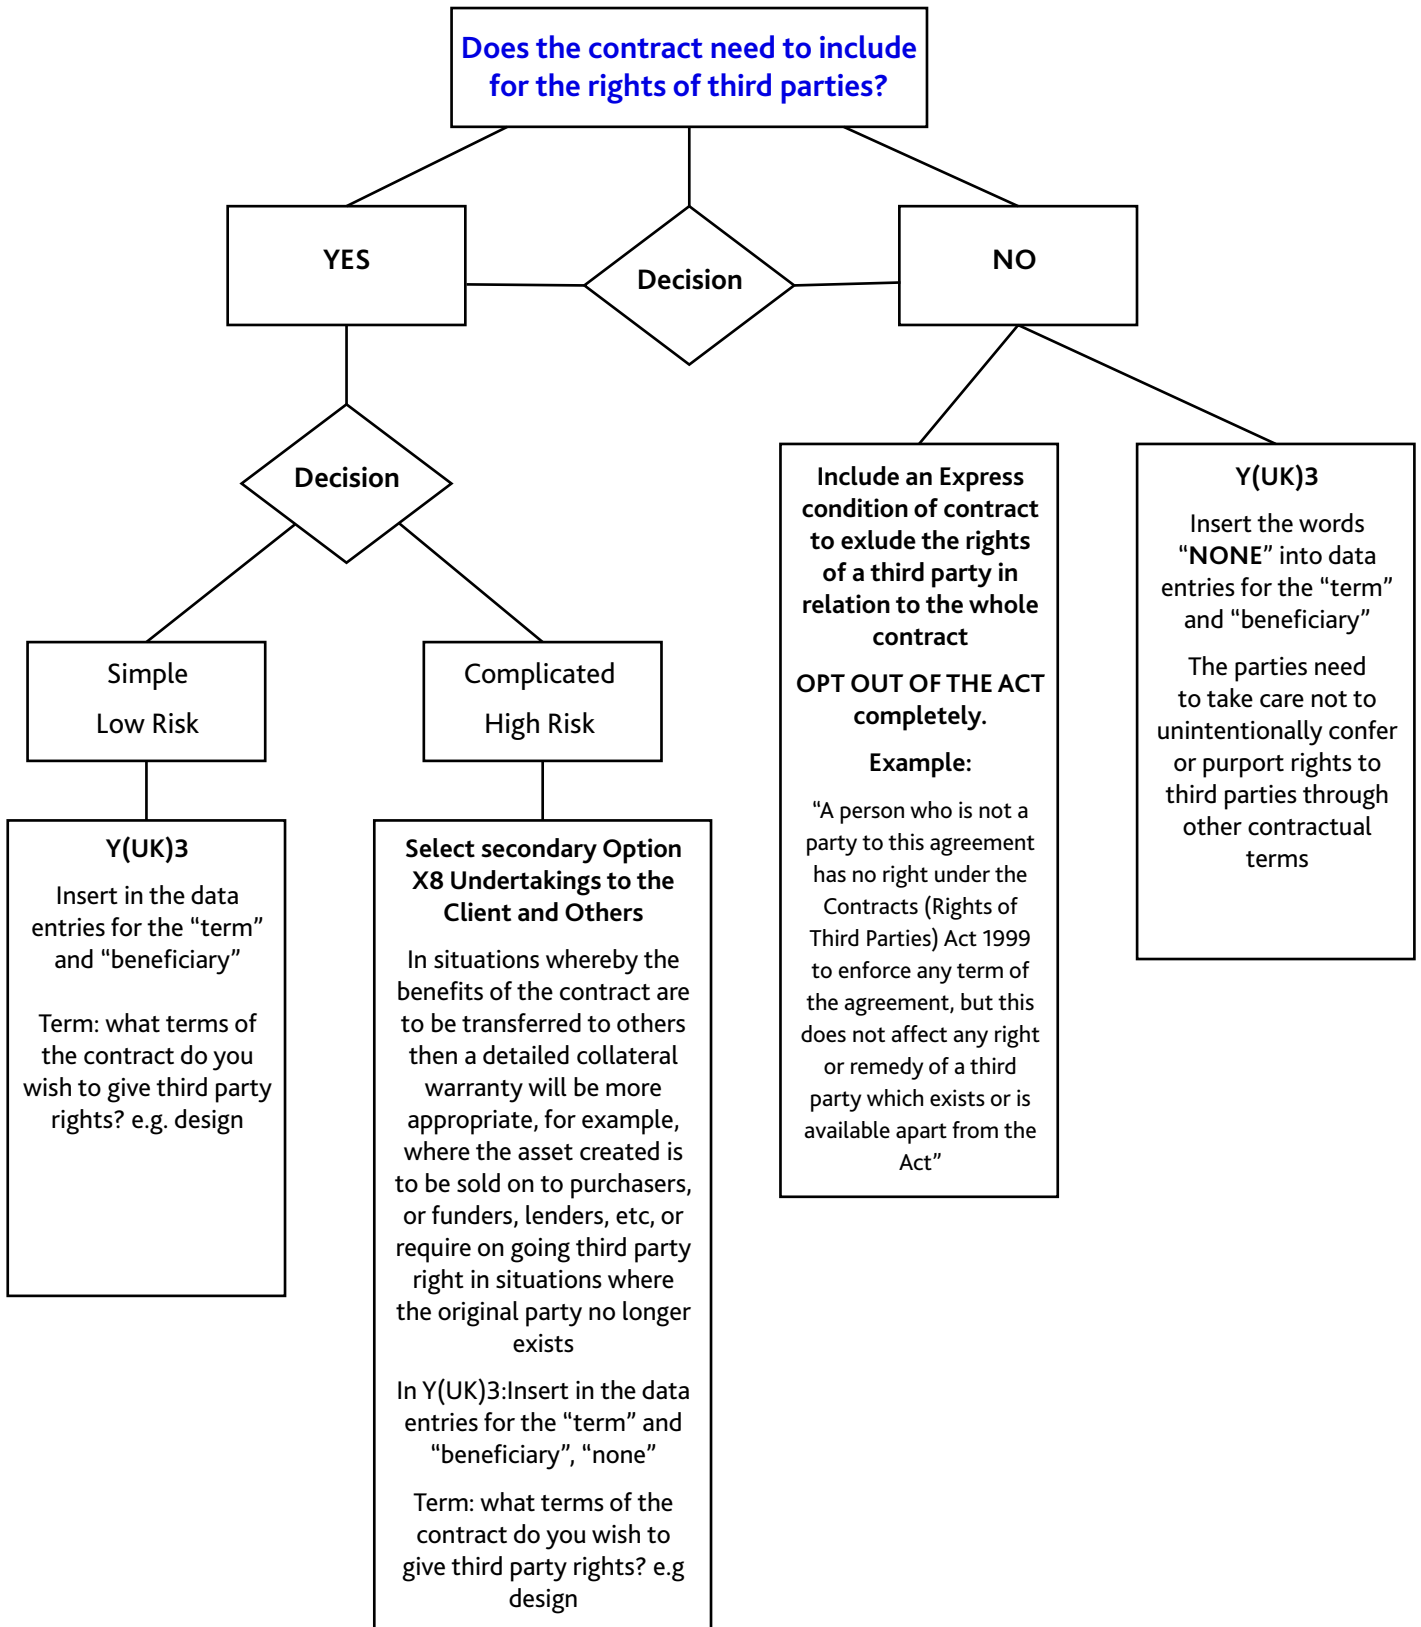 Does the contract need to include
for the rights of third parties?
YES
Decision
NO
Decision
Simple
Low Risk
Complicated
High Risk
Y(UK)3
Insert in the data
entries for the “term”
and “beneficiary”
Term: what terms of
the contract do you
wish to give third party
rights? e.g. design
Select secondary Option
X8 Undertakings to the
Client and Others
In situations whereby the
benefits of the contract are
to be transferred to others
then a detailed collateral
warranty will be more
appropriate, for example,
where the asset created is
to be sold on to purchasers,
or funders, lenders, etc, or
require on going third party
right in situations where
the original party no longer
exists
In Y(UK)3:Insert in the data
entries for the “term” and
“beneficiary”, “none”
Term: what terms of the
contract do you wish to
give third party rights? e.g
design
Include an Express
condition of contract
to exlude the rights
of a third party in
relation to the whole
contract
OPT OUT OF THE ACT
completely.
Example:
“A person who is not a
party to this agreement
has no right under the
Contracts (Rights of
Third Parties) Act 1999
to enforce any term of
the agreement, but this
does not affect any right
or remedy of a third
party which exists or is
available apart from the
Act”
Y(UK)3
Insert the words
“NONE” into data
entries for the “term”
and “beneficiary”
The parties need
to take care not to
unintentionally confer
or purport rights to
third parties through
other contractual
terms